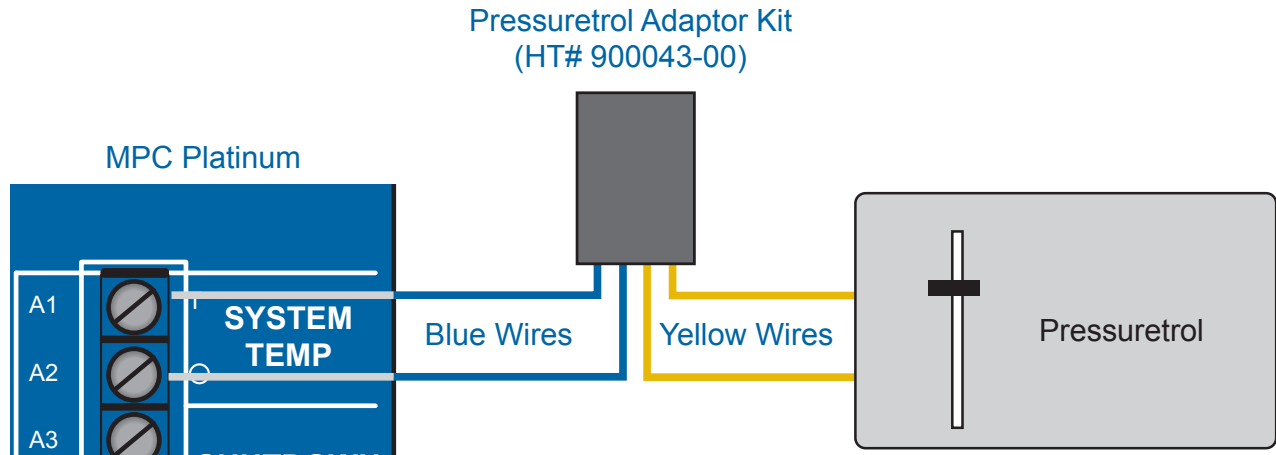 Pressuretrol Adaptor Kit
(HT# 900043-00)
MPC Platinum
A1
SYSTEM
TEMP
A2
A3
Blue Wires
Yellow Wires
Pressuretrol